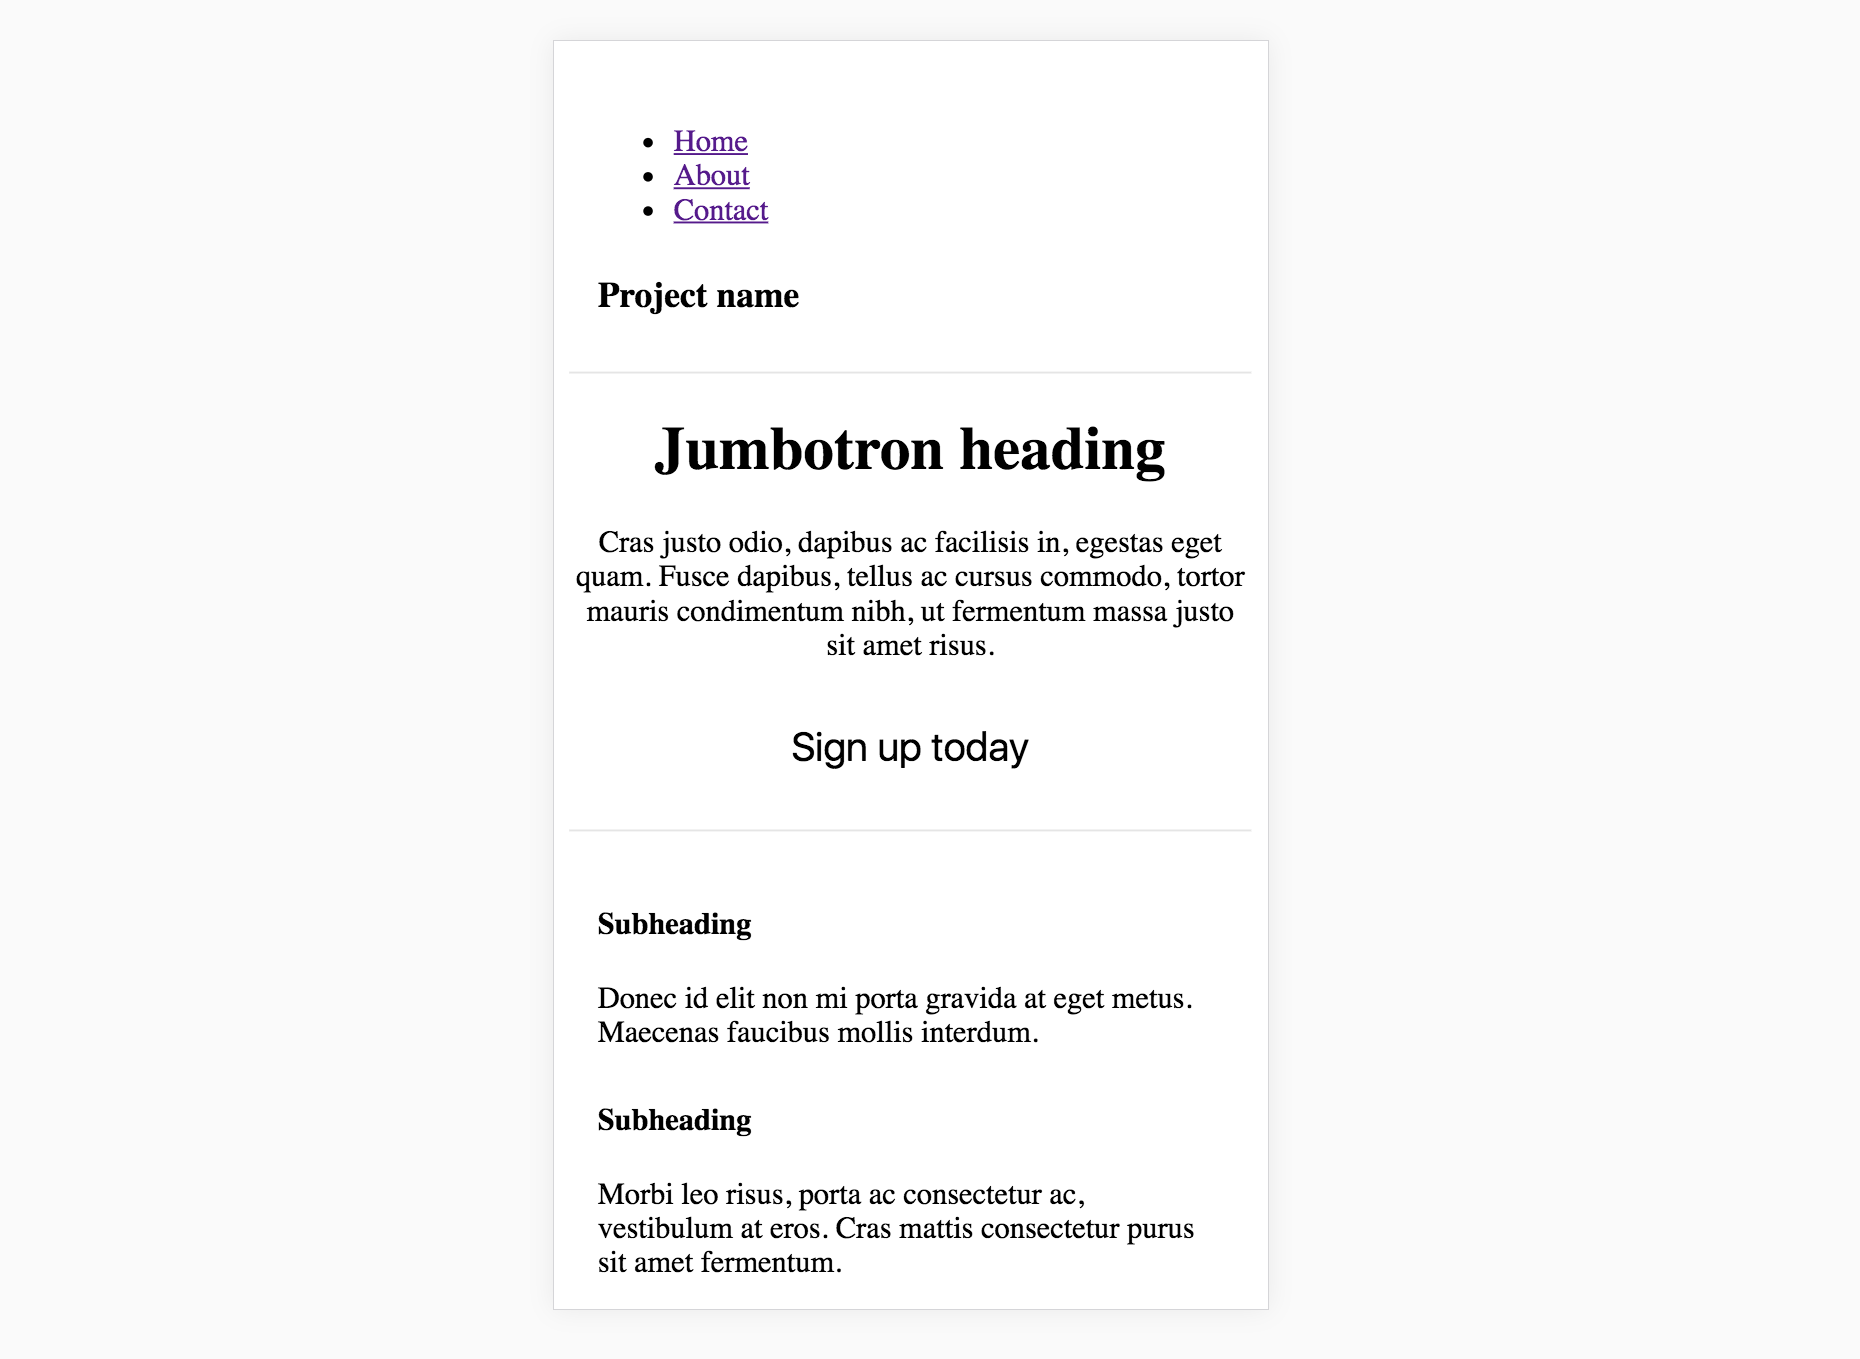 Home
About
Contact
Project name
Jumbotron heading
Cras justo odio, dapibus ac facilisis in, egestas eget
quam. Fusce dapibus, tellus ac cursus commodo, tortor
mauris condimentum nibh, ut fermentum massa justo
sit amet risus.
Sign up today
Subheading
Donec id elit non mi porta gravida at eget metus.
Maecenas faucibus mollis interdum.
Subheading
Morbi leo risus, porta ac consectetur ac,
vestibulum at eros. Cras mattis consectetur purus
sit amet fermentum.